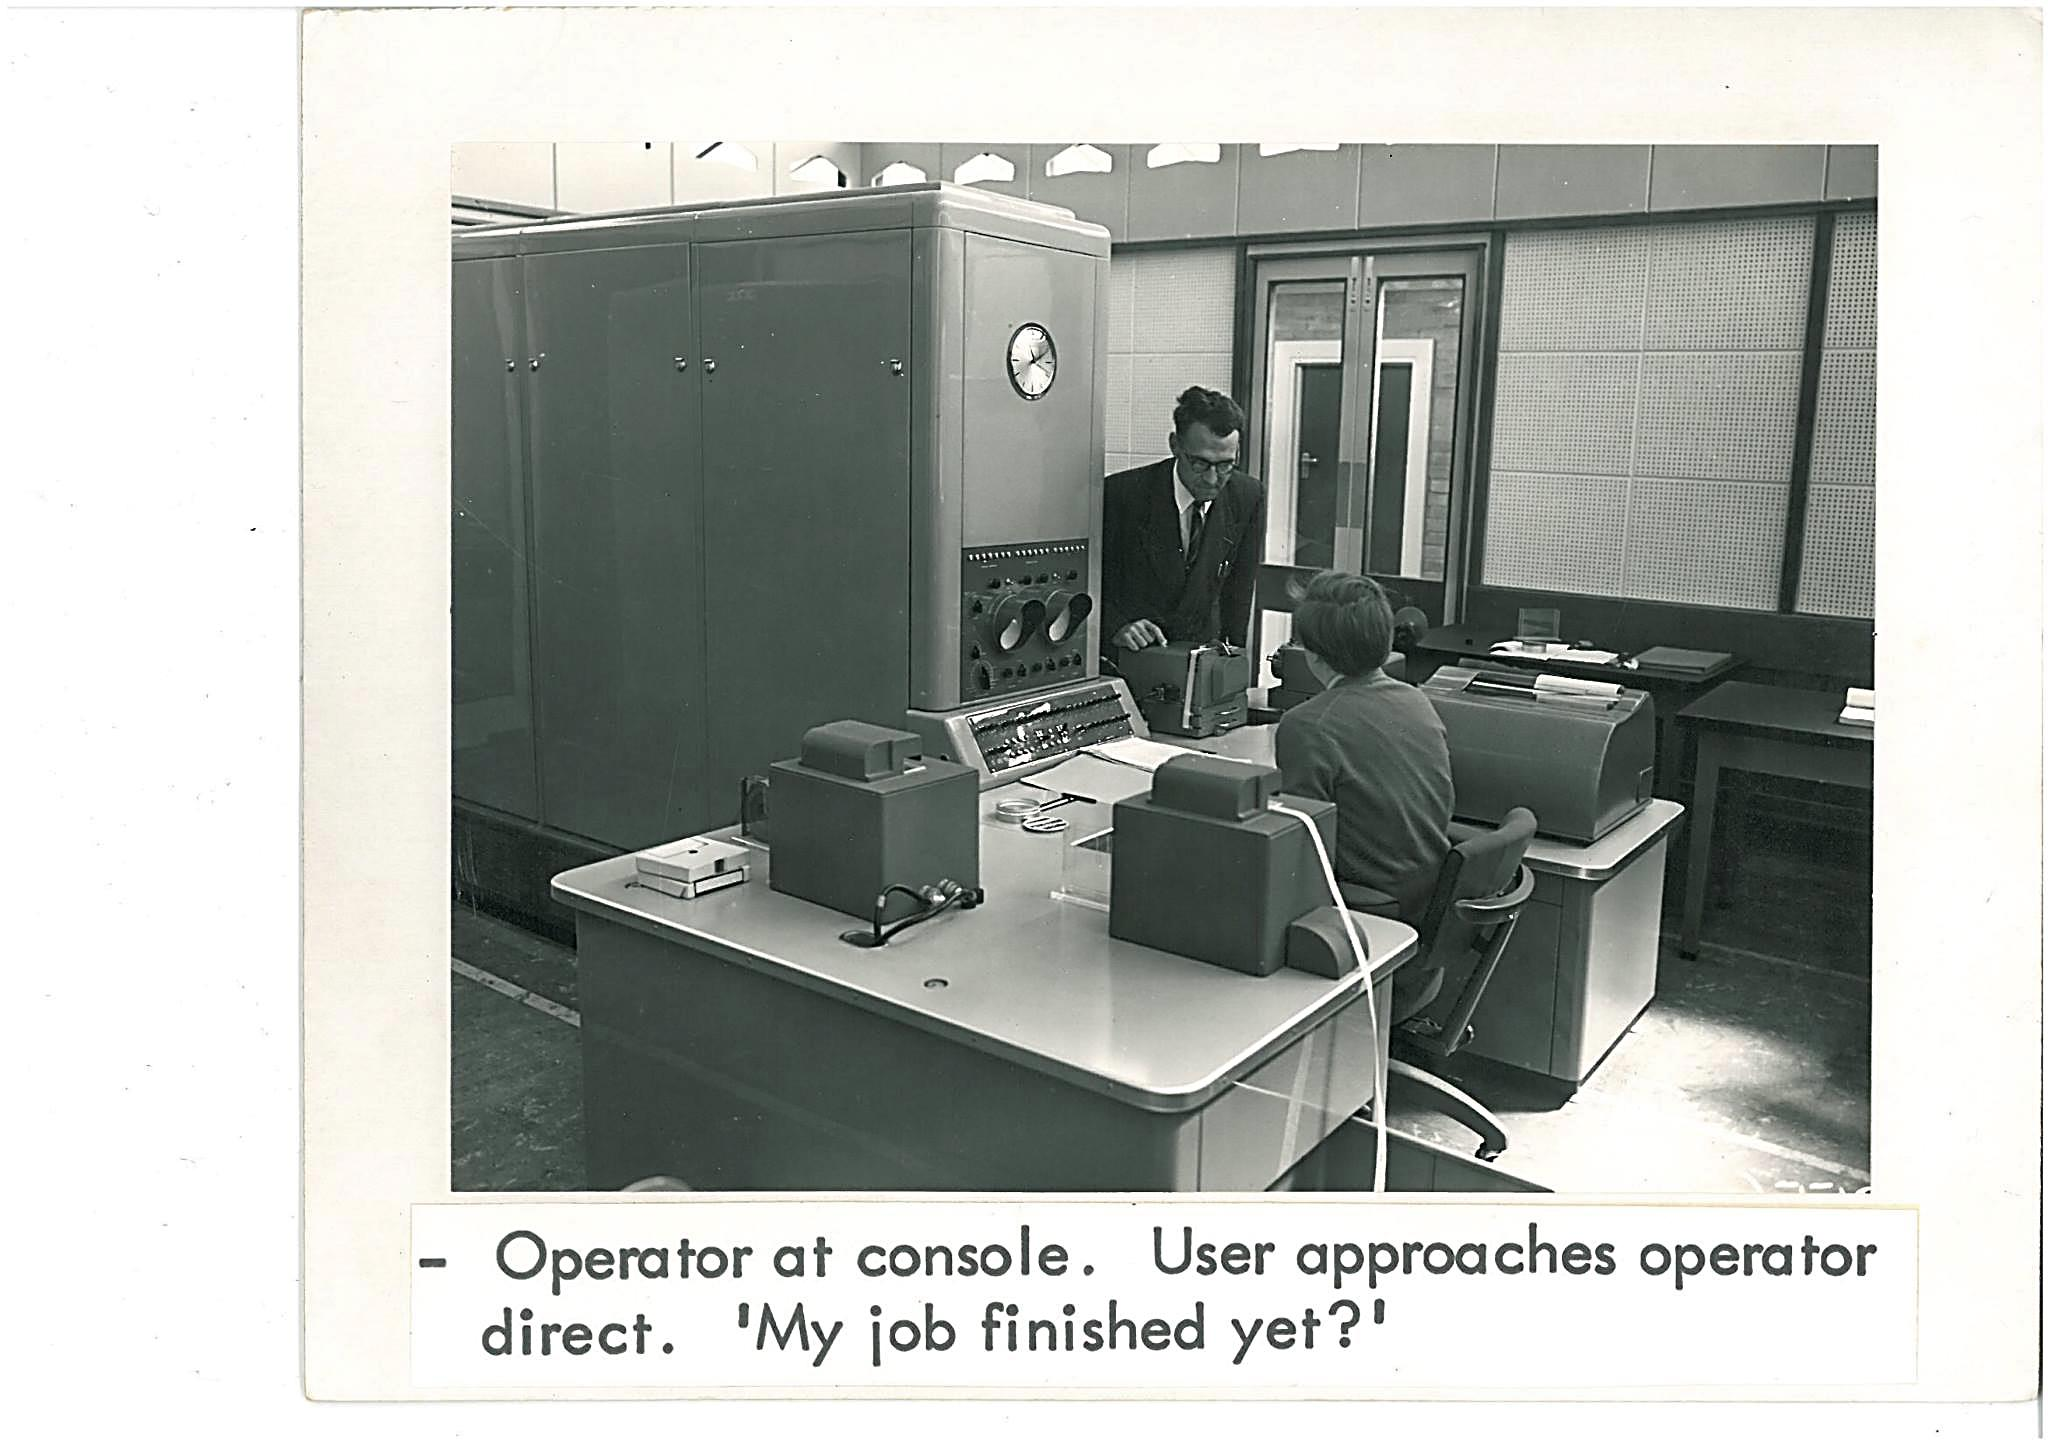 - Operator at console. User approaches operator
direct. 'My job finished yet?'